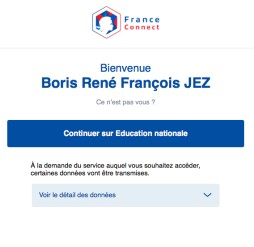 France
Connect
Bienvenue
Boris René François JEZ
Ce n'est pas vous ?
Continuer sur Education nationale
À la demande du service auquel vous souhaitez accéder,
certaines données vont être transmises.
Voir le détail des données